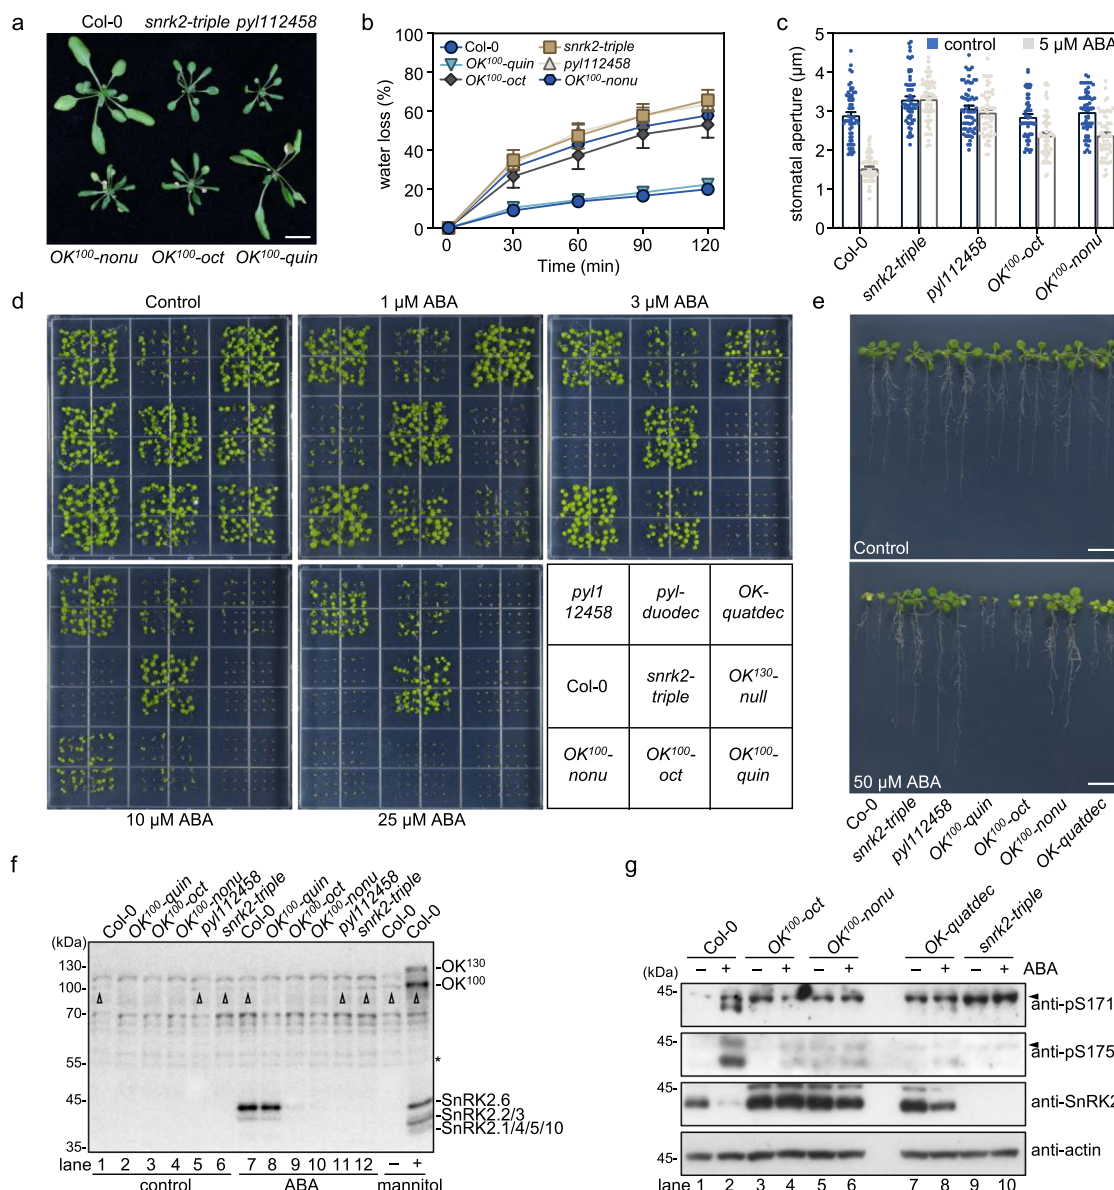 a
Col-0 snrk2-triple pyl112458
OK100-nonu OK100-oct OK100-quin
b
water loss (%)
100
80
60
40
20
0
0 30 60 90 120
Time (min)
Col-0
snrk2-triple
OK100-quin
pyl112458
OK100-oct
OK100-nonu
c
stomatal aperture (µm)
control
5 µM ABA
5
4
3
2
1
0
Col-0
snrk2-triple
pyl112458
OK100-oct
OK100-nonu
d
Control
1 µM ABA
3 µM ABA
10 µM ABA
25 µM ABA
pyl1
12458
pyl-
duodec
OK-
quatdec
Col-0
snrk2-
triple
OK130-
null
OK100-
nonu
OK100-
oct
OK100-
quin
e
Control
50 µM ABA
Co-0
snrk2-triple
pyl112458
OK100-quin
OK100-oct
OK100-nonu
OK-quatdec
f
Col-0
OK100-quin
OK100-oct
OK100-nonu
pyl112458
snrk2-triple
Col-0
OK100-quin
OK100-oct
OK100-nonu
pyl112458
snrk2-triple
Col-0
Col-0
(kDa)
130-
100-
70-
55-
45-
35-
-OK130
-OK100
*
-SnRK2.6
-SnRK2.2/3
-SnRK2.1/4/5/10
lane 1 2 3 4 5 6 7 8 9 10 11 12 − +
control ABA mannitol
g
Col-0
OK100-oct
OK100-nonu
OK-quatdec
snrk2-triple
− + − + − + − + − + ABA
(kDa)
45-
anti-pS171
45-
anti-pS175
anti-SnRK2
45-
anti-actin
lane 1 2 3 4 5 6 7 8 9 10